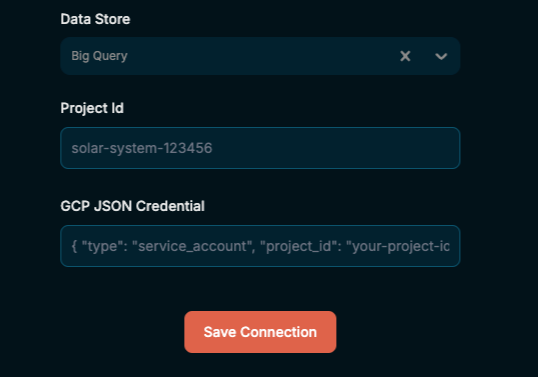 Data Store
Big Query
Project Id
solar-system-123456
GCP JSON Credential
{ "type": "service_account", "project_id": "your-project-ic
Save Connection